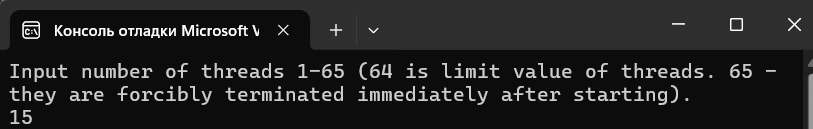 Консоль отладки Microsoft V
Input number of threads 1-65 (64 is limit value of threads. 65 -
they are forcibly terminated immediately after starting).
15